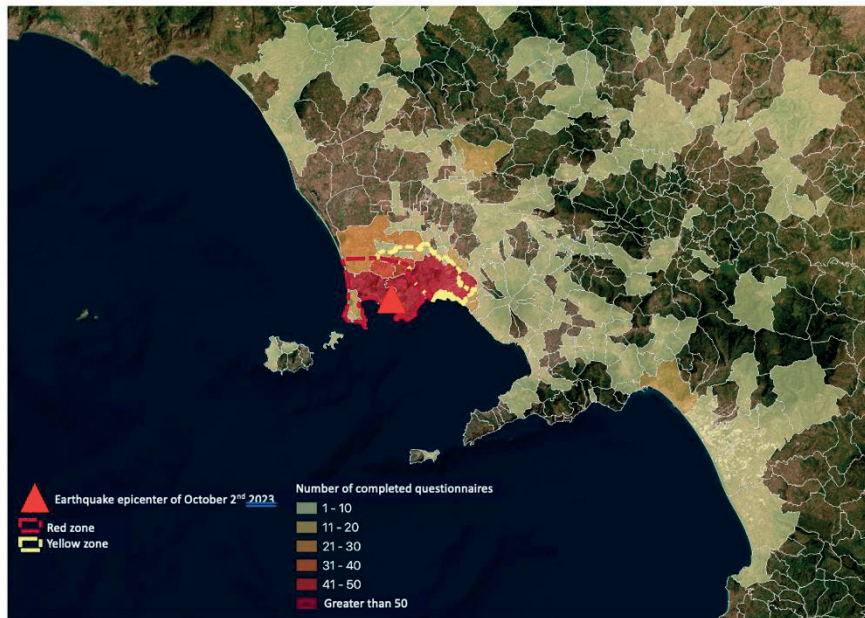 Earthquake epicenter of October 2nd 2023
Red zone
Yellow zone
Number of completed questionnaires
1 - 10
11 - 20
21 - 30
31 - 40
41 - 50
Greater than 50